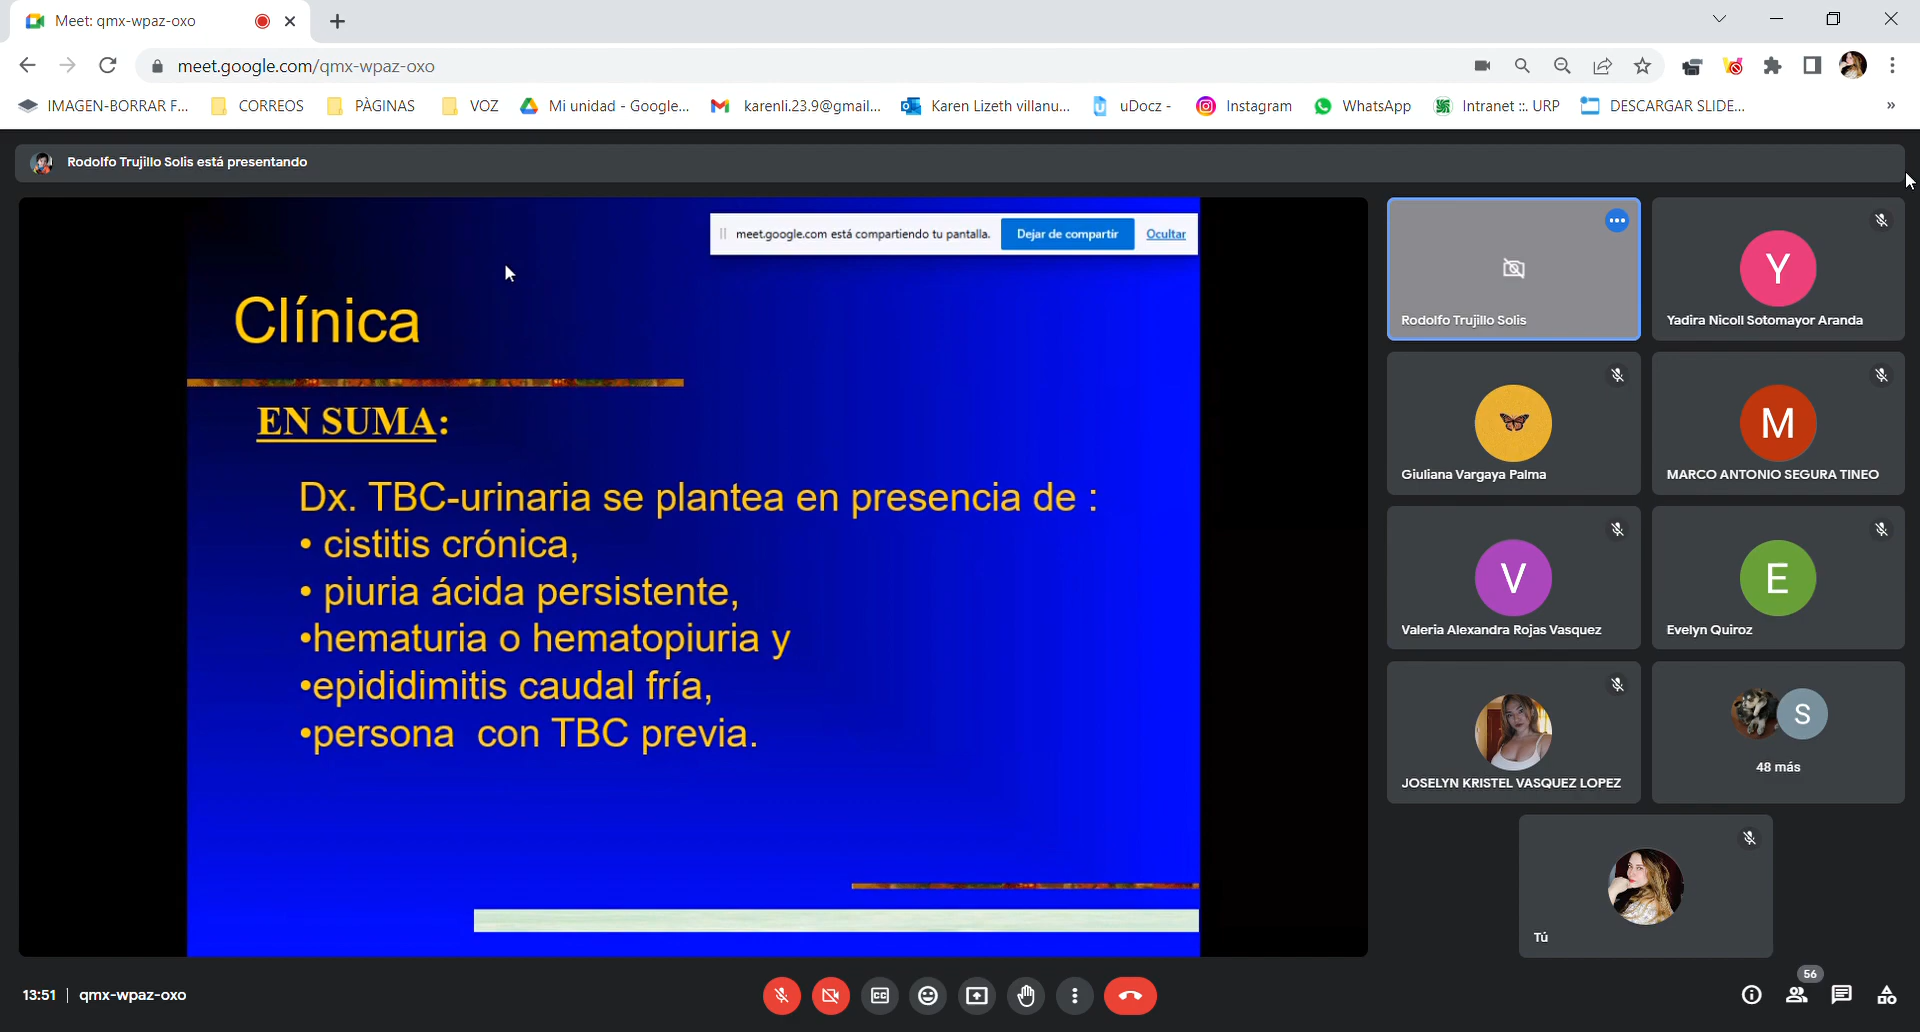 Meet: qmx-wpaz-oxo
meet.google.com/qmx-wpaz-oxo
IMAGEN-BORRAR F... CORREOS PÀGINAS VOZ Mi unidad - Google... karenli.23.9@gmail... Karen Lizeth villanu... uDocz - Instagram WhatsApp Intranet ::. URP DESCARGAR SLIDE... »
Rodolfo Trujillo Solis está presentando
meet.google.com está compartiendo tu pantalla. Dejar de compartir Ocultar
Clínica
EN SUMA:
Dx. TBC-urinaria se plantea en presencia de :
• cistitis crónica,
• piuria ácida persistente,
•hematuria o hematopiuria y
•epididimitis caudal fría,
•persona con TBC previa.
Rodolfo Trujillo Solis
Y
Yadira Nicoll Sotomayor Aranda
Giuliana Vargaya Palma
M
MARCO ANTONIO SEGURA TINEO
V
Valeria Alexandra Rojas Vasquez
E
Evelyn Quiroz
JOSELYN KRISTEL VASQUEZ LOPEZ
S
48 más
Tú
13:51 | qmx-wpaz-oxo
CC
56